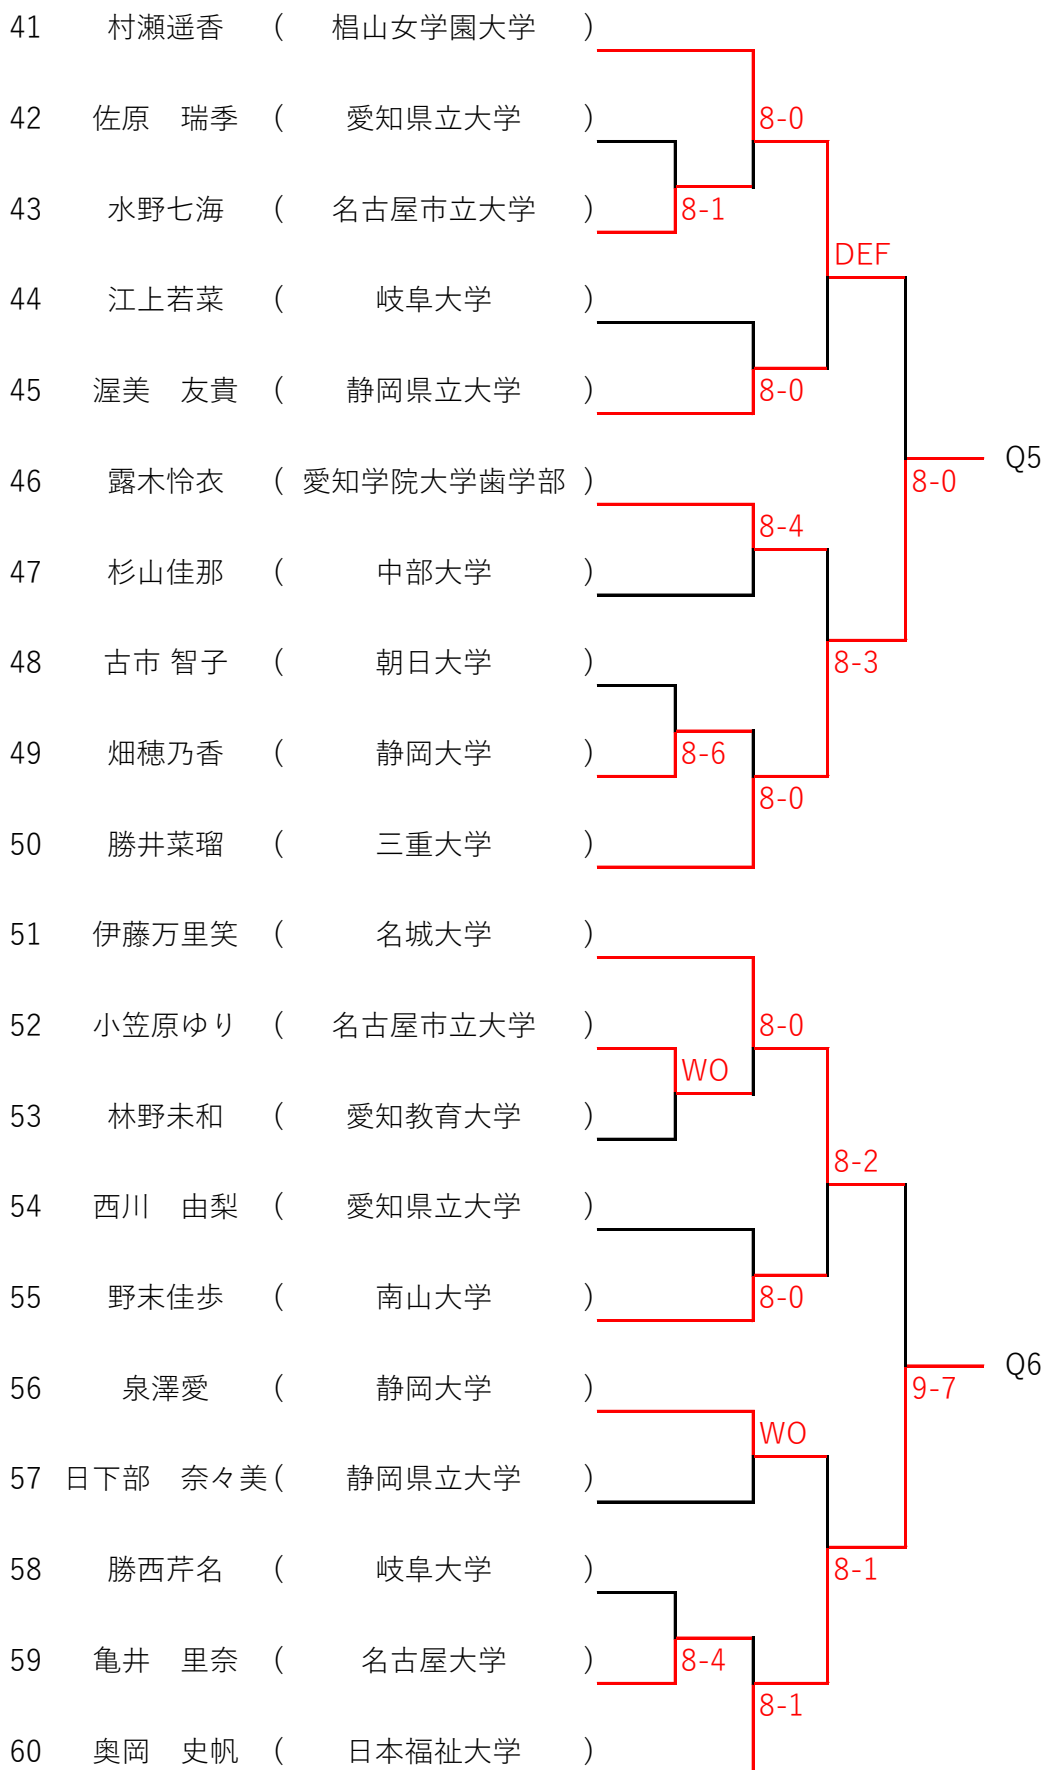 41 村瀬遥香 ( 椙山女学園大学 )
42 佐原　瑞季 ( 愛知県立大学 ) 8-0
43 水野七海 ( 名古屋市立大学 ) 8-1
DEF
44 江上若菜 ( 岐阜大学 )
45 渥美　友貴 ( 静岡県立大学 ) 8-0
Q5
46 露木怜衣 ( 愛知学院大学歯学部 ) 8-0
8-4
47 杉山佳那 ( 中部大学 )
48 古市 智子 ( 朝日大学 ) 8-3
49 畑穂乃香 ( 静岡大学 ) 8-6
8-0
50 勝井菜瑠 ( 三重大学 )
51 伊藤万里笑 ( 名城大学 )
52 小笠原ゆり ( 名古屋市立大学 ) 8-0
WO
53 林野未和 ( 愛知教育大学 )
8-2
54 西川　由梨 ( 愛知県立大学 )
55 野末佳歩 ( 南山大学 ) 8-0
Q6
56 泉澤愛 ( 静岡大学 ) 9-7
WO
57 日下部　奈々美 ( 静岡県立大学 )
58 勝西芹名 ( 岐阜大学 ) 8-1
59 亀井　里奈 ( 名古屋大学 ) 8-4
8-1
60 奥岡　史帆 ( 日本福祉大学 )